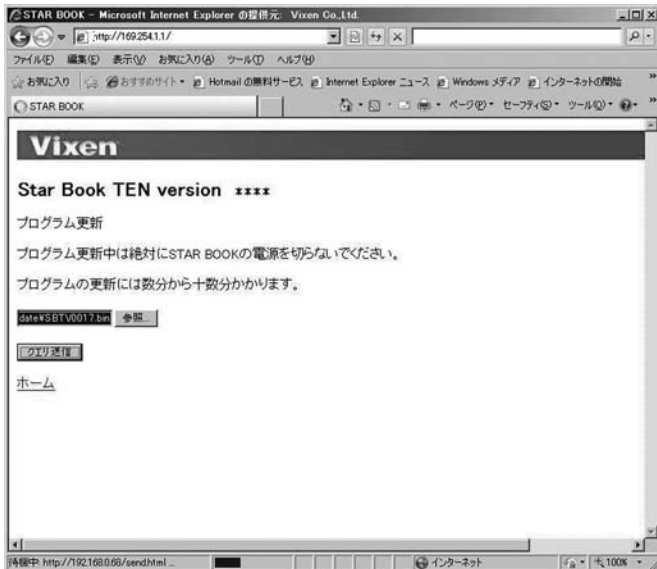 STAR BOOK - Microsoft Internet Explorer の提供元: Vixen Co.,Ltd.
http://169.254.1.1/
ファイル(F) 編集(E) 表示(V) お気に入り(A) ツール(T) ヘルプ(H)
お気に入り おすすめサイト Hotmail の無料サービス Internet Explorer ニュース Windows メディア インターネットの開始 »
STAR BOOK ページ(P) セーフティ(S) ツール(O) »
Vixen
Star Book TEN version ****
プログラム更新
プログラム更新中は絶対にSTAR BOOKの電源を切らないでください。
プログラムの更新には数分から十数分かかります。
date¥SBTV0017.bin 参照...
クエリ送信
ホーム
待機中: http://192.168.0.68/send.html ... インターネット 100%